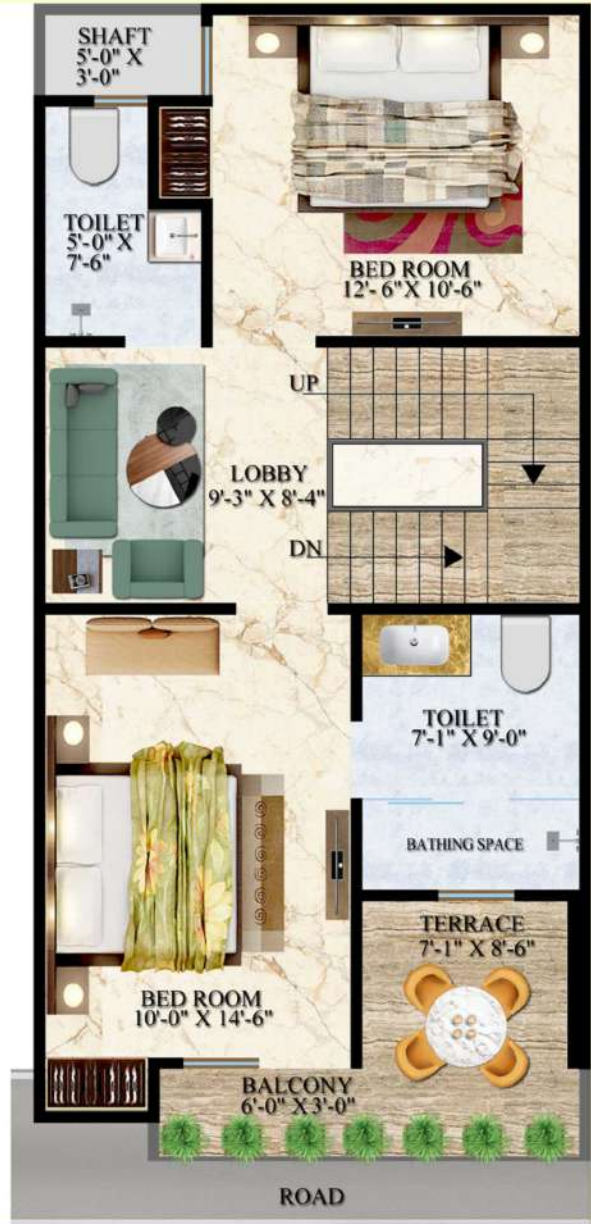 SHAFT
5'-0" X
3'-0"
TOILET
5'-0" X
7'-6"
BED ROOM
12'- 6"X 10'-6"
UP
LOBBY
9'-3" X 8'-4"
DN
TOILET
7'-1" X 9'-0"
BATHING SPACE
TERRACE
7'-1" X 8'-6"
BED ROOM
10'-0" X 14'-6"
BALCONY
6'-0" X 3'-0"
ROAD